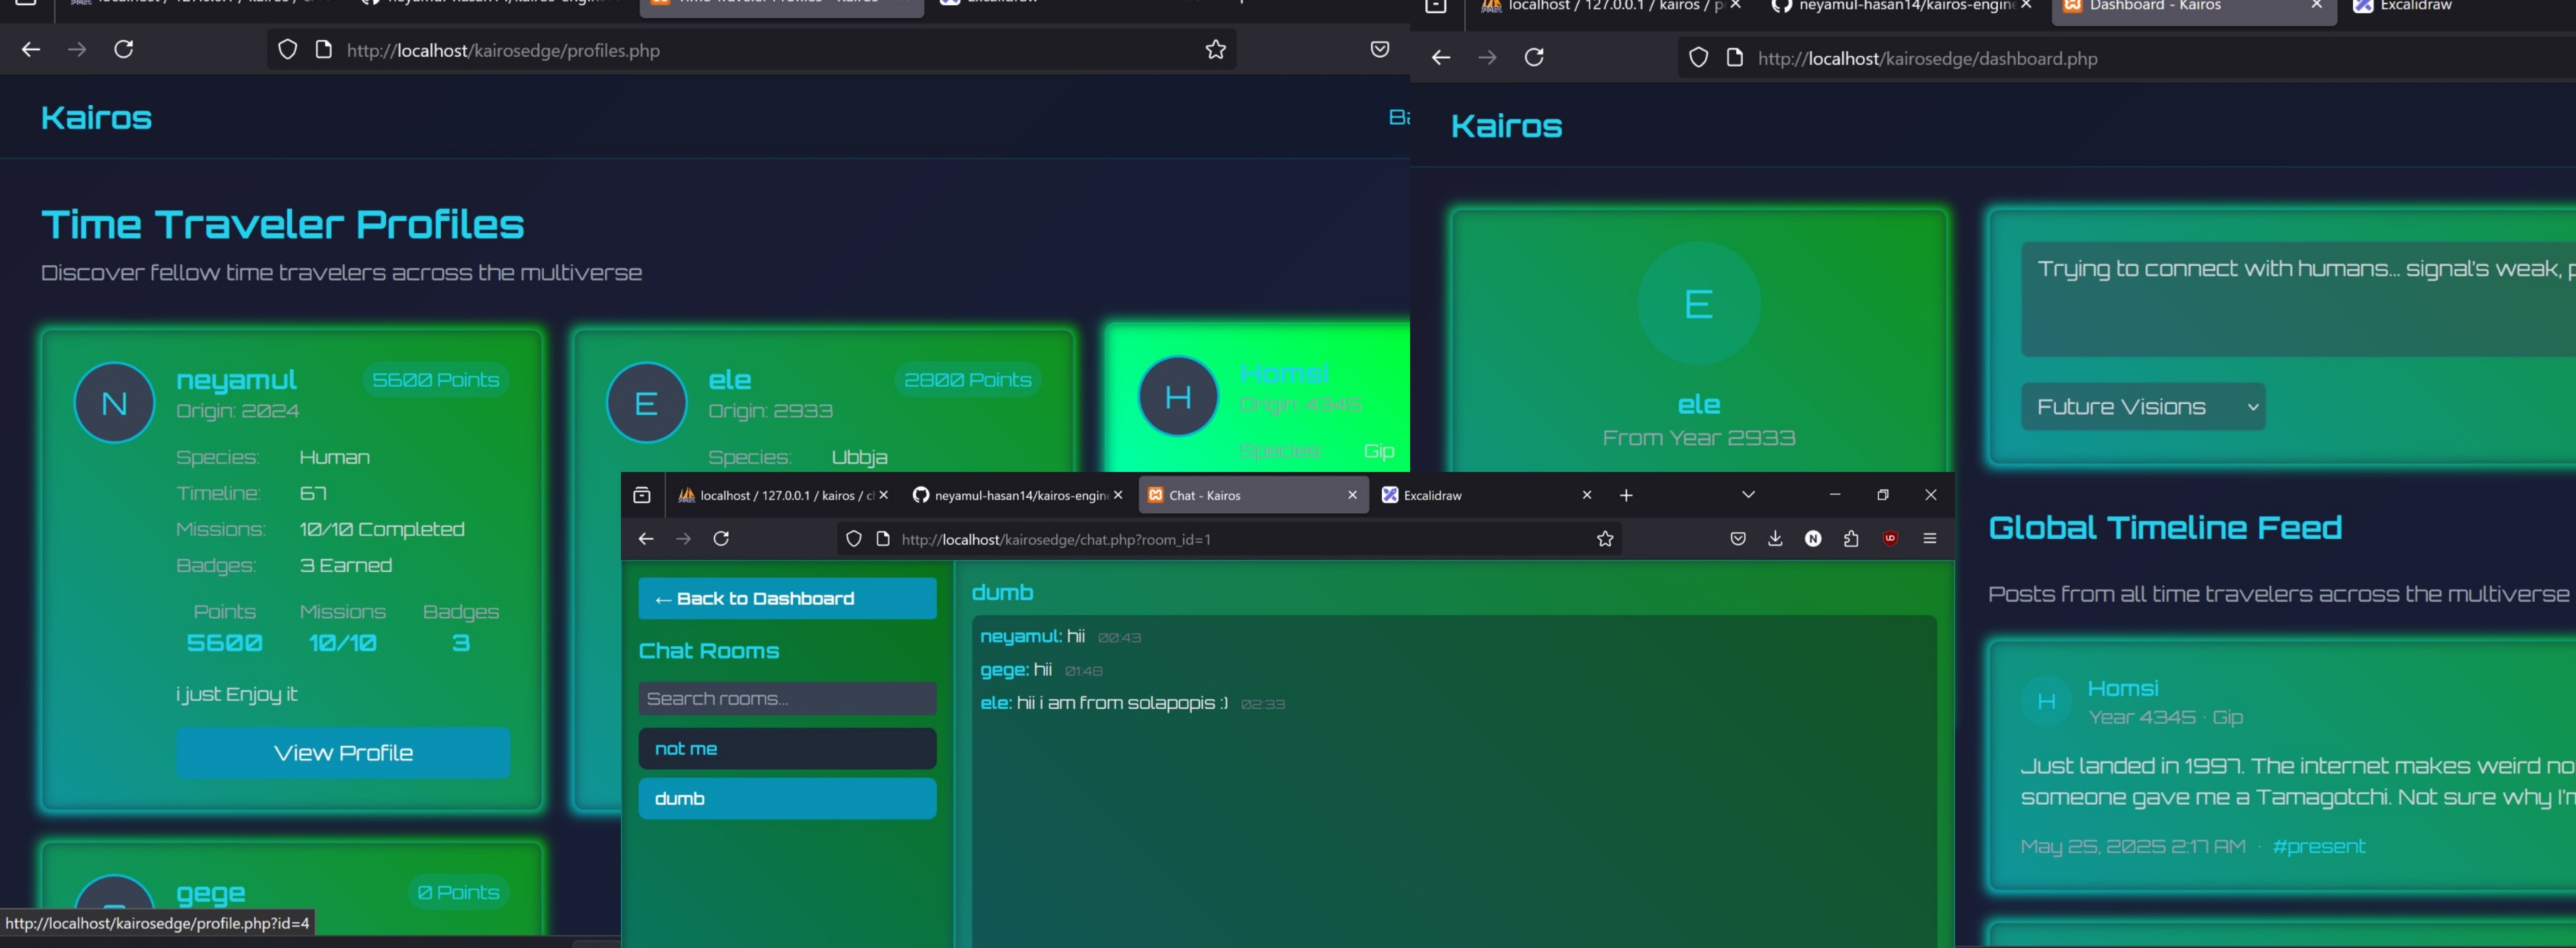 Time Traveler Profiles - Kairos
Excalidraw
http://localhost/kairosedge/profiles.php
Kairos
Time Traveler Profiles
Discover fellow time travelers across the multiverse
N
neyamul
5600 Points
Origin: 2024
Species: Human
Timeline: 67
Missions: 10/10 Completed
Badges: 3 Earned
Points Missions Badges
5600 10/10 3
i just Enjoy it
View Profile
E
ele
2800 Points
Origin: 2933
Species: Ubbja
H
Homsi
Origin: 4345
Species: Gip
gege
0 Points
http://localhost/kairosedge/profile.php?id=4
localhost / 127.0.0.1 / kairos / p
neyamul-hasan14/kairos-engin
Dashboard - Kairos
Excalidraw
http://localhost/kairosedge/dashboard.php
Kairos
E
ele
From Year 2933
Trying to connect with humans... signal's weak,
Future Visions
Global Timeline Feed
Posts from all time travelers across the multiverse
H
Homsi
Year 4345 · Gip
Just landed in 1997. The internet makes weird no
someone gave me a Tamagotchi. Not sure why I'm
May 25, 2025 2:17 AM · #present
localhost / 127.0.0.1 / kairos / cl
neyamul-hasan14/kairos-engin
Chat - Kairos
Excalidraw
http://localhost/kairosedge/chat.php?room_id=1
N
← Back to Dashboard
Chat Rooms
Search rooms...
not me
dumb
dumb
neyamul: hii 00:43
gege: hii 01:48
ele: hii i am from solapopis :) 02:33